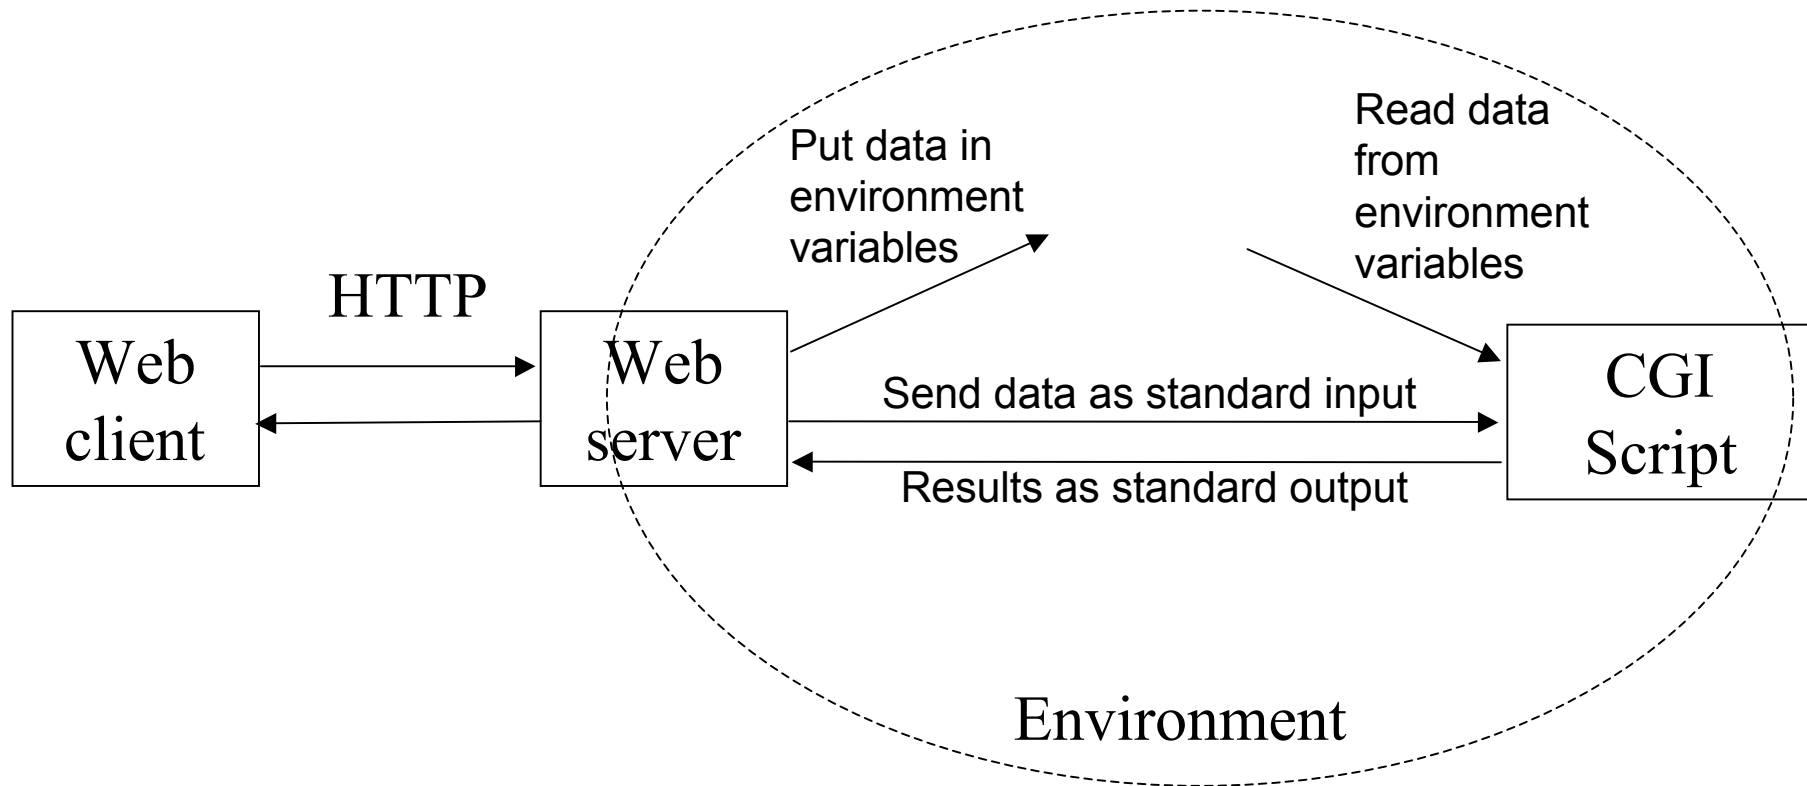 Put data in
environment
variables
Read data
from
environment
variables
HTTP
Web
client
Web
server
Send data as standard input
Results as standard output
CGI
Script
Environment